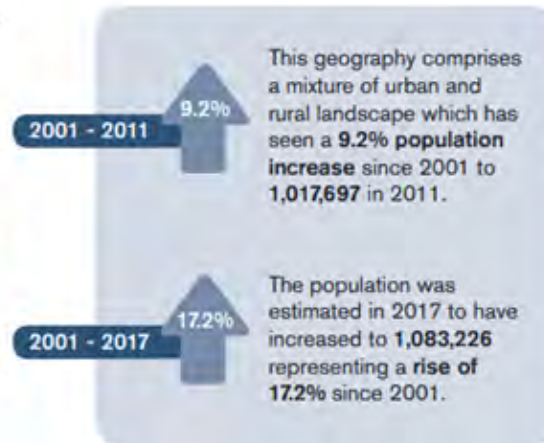 This geography comprises
a mixture of urban and
rural landscape which has
seen a 9.2% population
increase since 2001 to
1,017,697 in 2011.
9.2%
2001 - 2011
The population was
estimated in 2017 to have
increased to 1,083,226
representing a rise of
17.2% since 2001.
17.2%
2001 - 2017